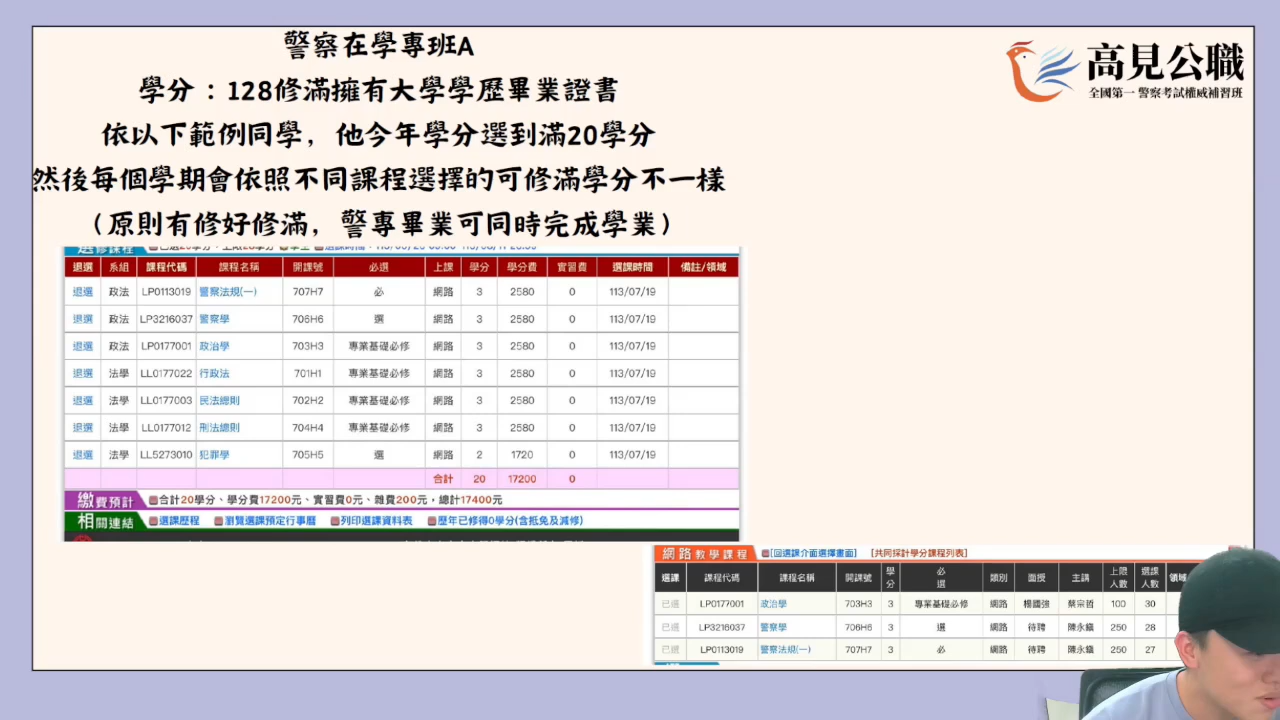 警察在學專班A
學分：128修滿擁有大學學歷畢業證書
依以下範例同學，他今年學分選到滿20學分
然後每個學期會依照不同課程選擇的可修滿學分不一樣
（原則有修好修滿，警專畢業可同時完成學業）
高見公職
全國第一 警察考試權威補習班
退選 系組 課程代碼 課程名稱 開課號 必選 上課 學分 學分費 實習費 選課時間 備註/領域
退選 政法 LP0113019 警察法規(一) 707H7 必 網路 3 2580 0 113/07/19
退選 政法 LP3216037 警察學 706H6 選 網路 3 2580 0 113/07/19
退選 政法 LP0177001 政治學 703H3 專業基礎必修 網路 3 2580 0 113/07/19
退選 法學 LL0177022 行政法 701H1 專業基礎必修 網路 3 2580 0 113/07/19
退選 法學 LL0177003 民法總則 702H2 專業基礎必修 網路 3 2580 0 113/07/19
退選 法學 LL0177012 刑法總則 704H4 專業基礎必修 網路 3 2580 0 113/07/19
退選 法學 LL5273010 犯罪學 705H5 選 網路 2 1720 0 113/07/19
合計 20 17200 0
繳費預計 合計20學分、學分費17200元、實習費0元、雜費200元，總計17400元
相關連結 選課歷程 瀏覽選課預定行事曆 列印選課資料表 歷年已修得0學分(含抵免及減修)
網路教學課程 [回選課介面選擇畫面] [共同採計學分課程列表]
選課 課程代碼 課程名稱 開課號 學分 必選 類別 面授 主講 上限人數 選課人數 領域
已選 LP0177001 政治學 703H3 3 專業基礎必修 網路 楊國強 蔡宗哲 100 30
已選 LP3216037 警察學 706H6 3 選 網路 待聘 陳永鎮 250 28
已選 LP0113019 警察法規(一) 707H7 3 必 網路 待聘 陳永鎮 250 27